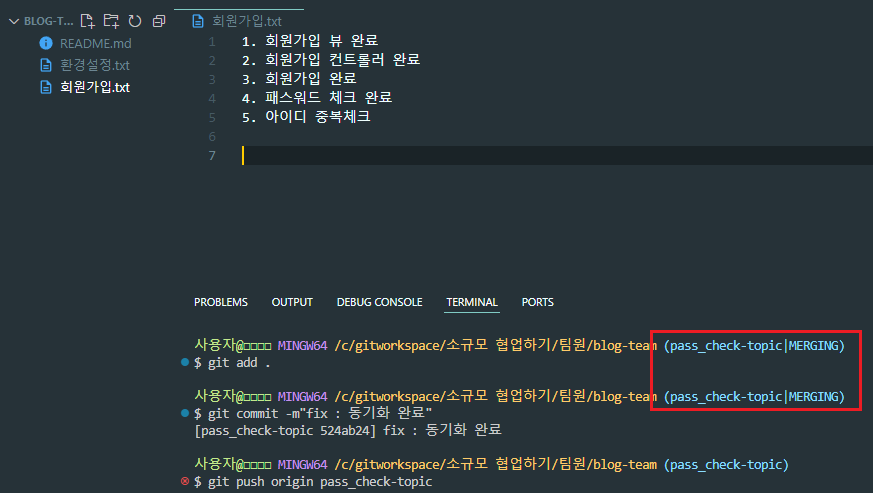 BLOG-T...
README.md
환경설정.txt
회원가입.txt
회원가입.txt
1 1. 회원가입 뷰 완료
2 2. 회원가입 컨트롤러 완료
3 3. 회원가입 완료
4 4. 패스워드 체크 완료
5 5. 아이디 중복체크
6
7
PROBLEMS OUTPUT DEBUG CONSOLE TERMINAL PORTS
사용자@□□□□ MINGW64 /c/gitworkspace/소규모 협업하기/팀원/blog-team (pass_check-topic|MERGING)
$ git add .
사용자@□□□□ MINGW64 /c/gitworkspace/소규모 협업하기/팀원/blog-team (pass_check-topic|MERGING)
$ git commit -m"fix : 동기화 완료"
[pass_check-topic 524ab24] fix : 동기화 완료
사용자@□□□□ MINGW64 /c/gitworkspace/소규모 협업하기/팀원/blog-team (pass_check-topic)
$ git push origin pass_check-topic